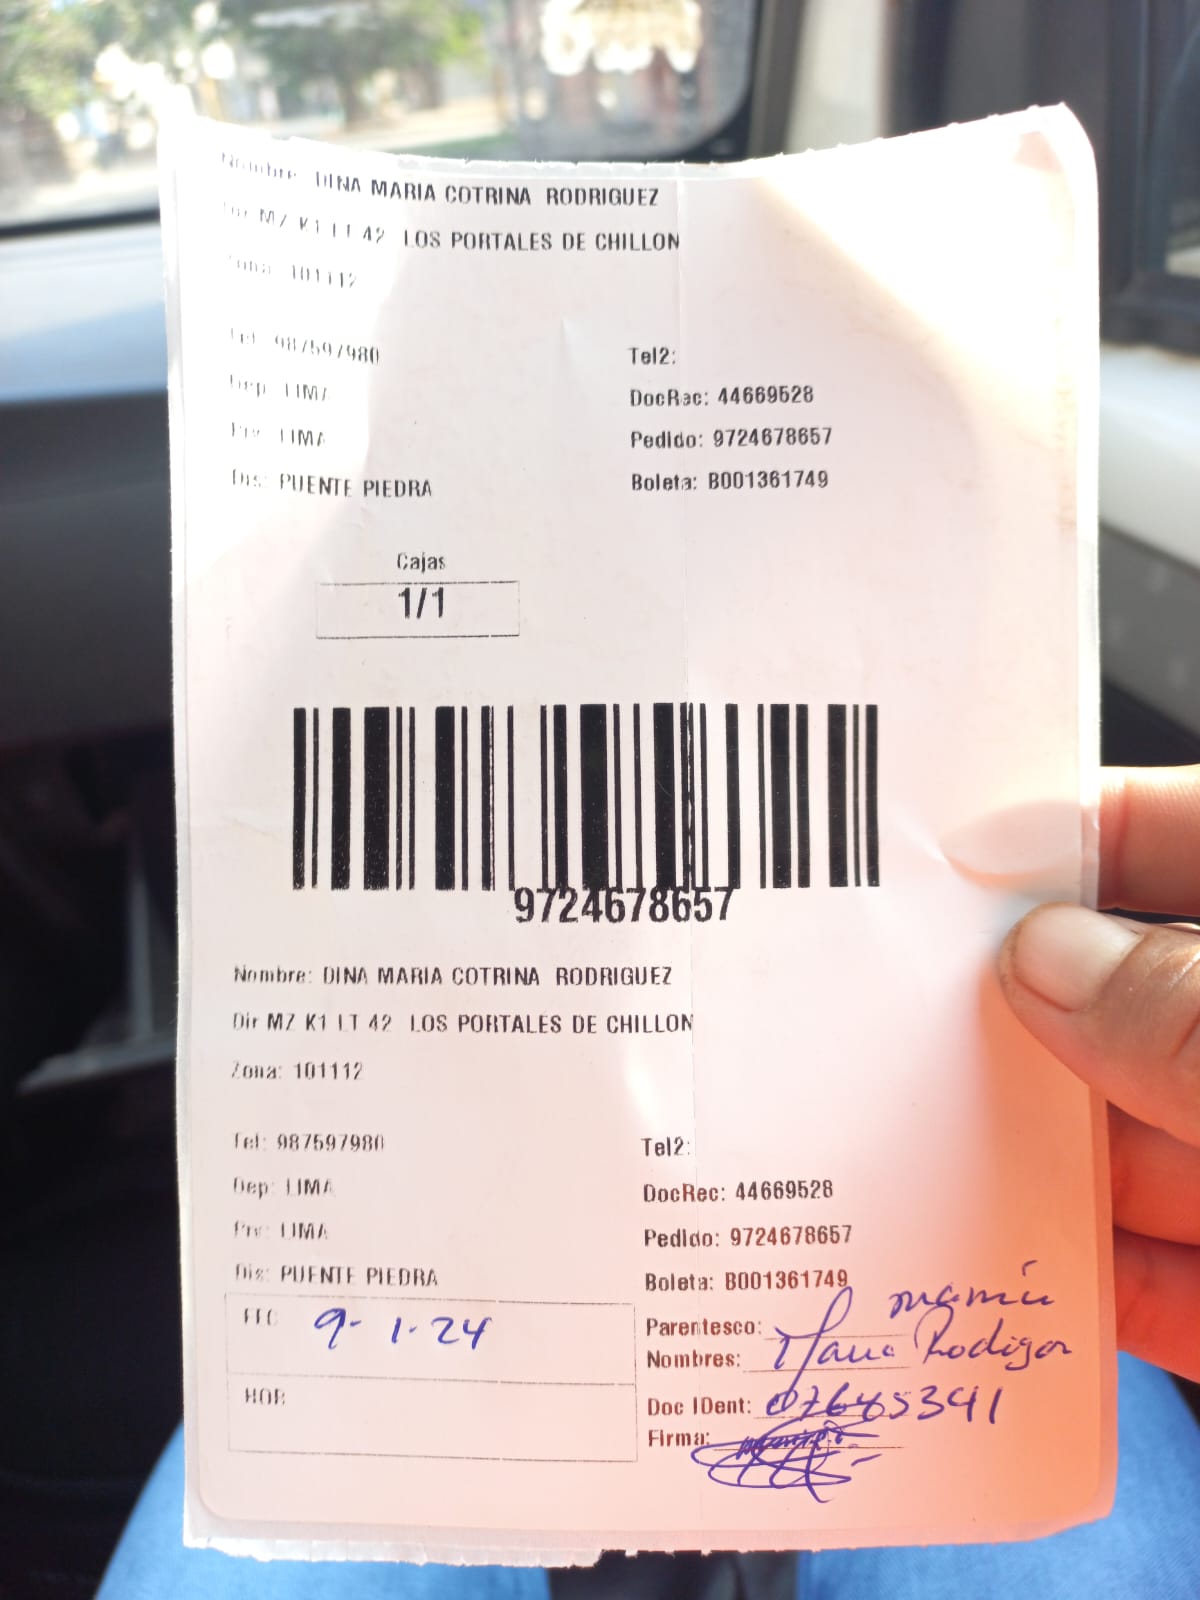 Nombre: DINA MARIA COTRINA RODRIGUEZ
Dir MZ K1 LT 42 LOS PORTALES DE CHILLON
Zona: 101112
Tel: 987597980 Tel2:
Dep: LIMA DocRec: 44669528
Prv: LIMA Pedido: 9724678657
Dis: PUENTE PIEDRA Boleta: B001361749
Cajas
1/1
9724678657
Nombre: DINA MARIA COTRINA RODRIGUEZ
Dir MZ K1 LT 42 LOS PORTALES DE CHILLON
Zona: 101112
Tel: 987597980 Tel2:
Dep: LIMA DocRec: 44669528
Prv: LIMA Pedido: 9724678657
Dis: PUENTE PIEDRA Boleta: B001361749
FEC 9-1-24 Parentesco: mamá
Nombres: Maria Rodigor
HOR Doc IDent: 07645341
Firma: